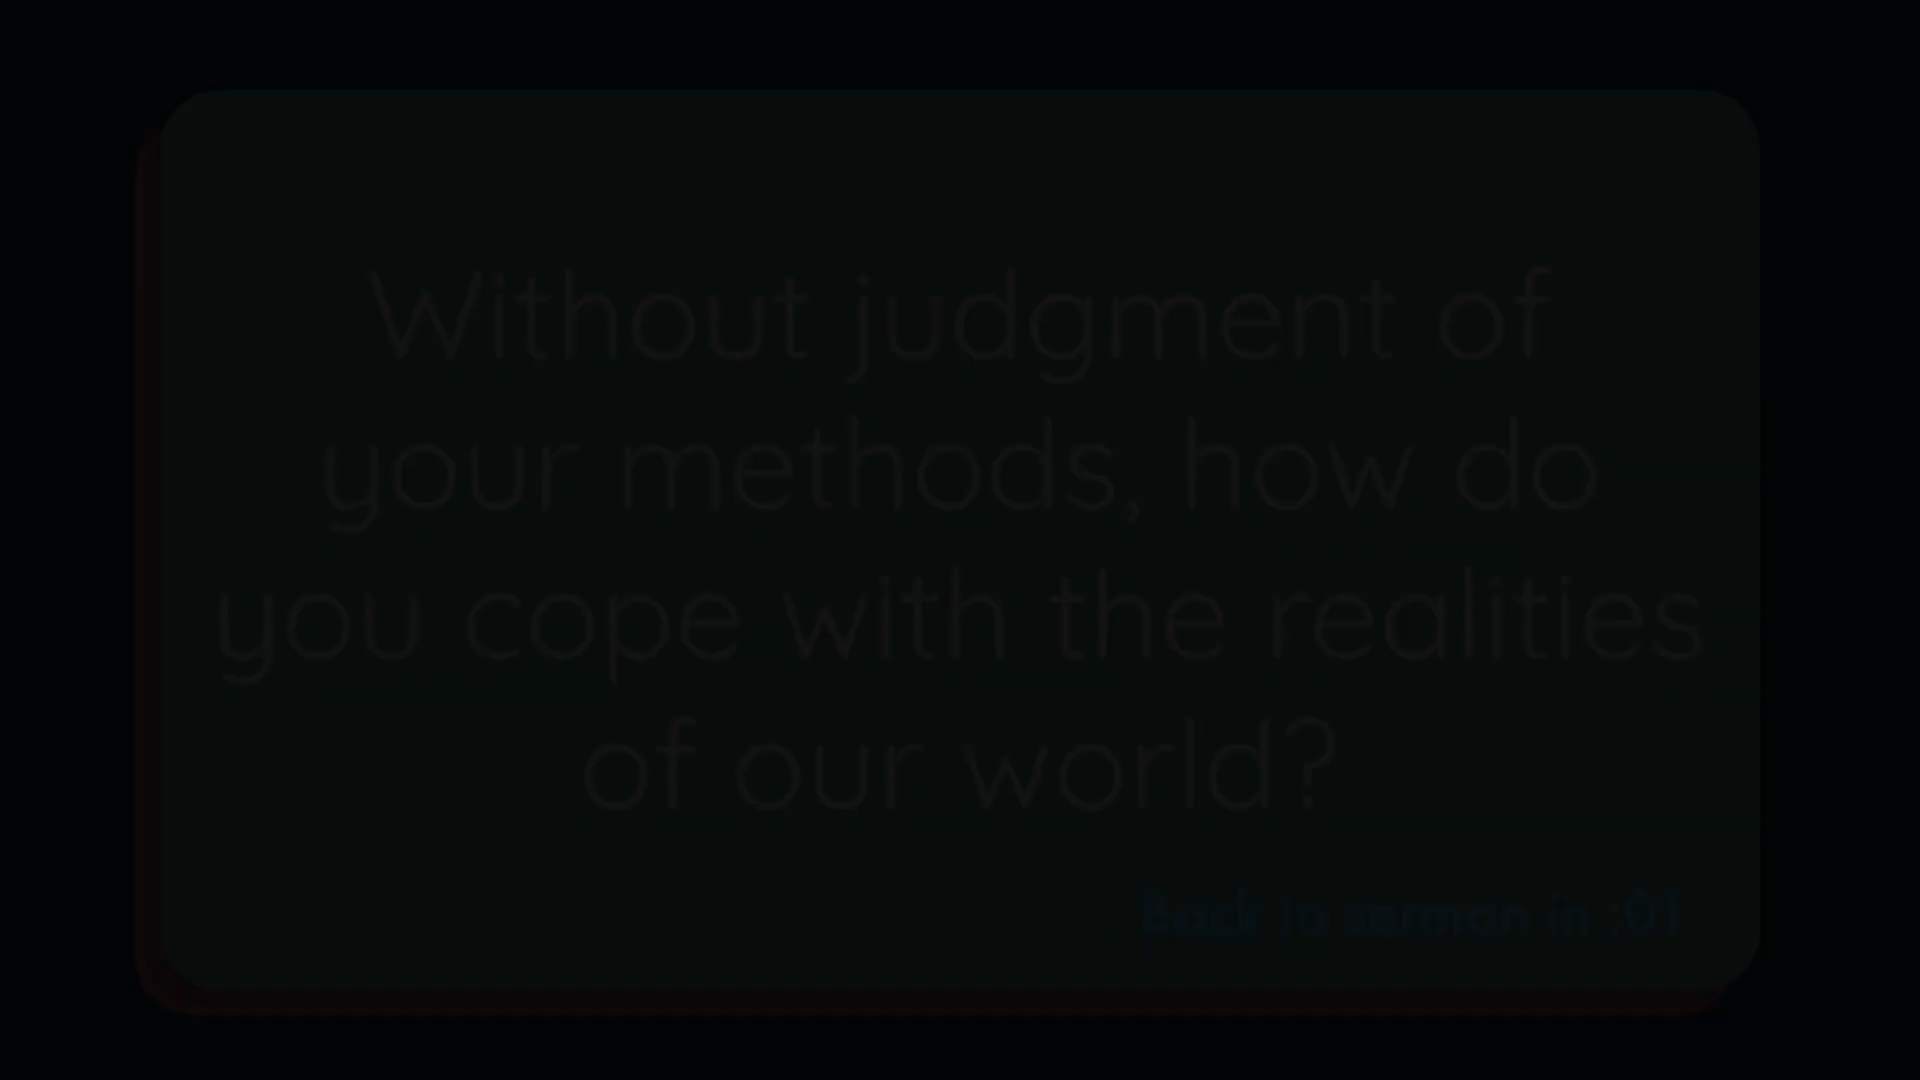 Without judgment of
your methods, how do
you cope with the realities
of our world?
Back to sermon in :01